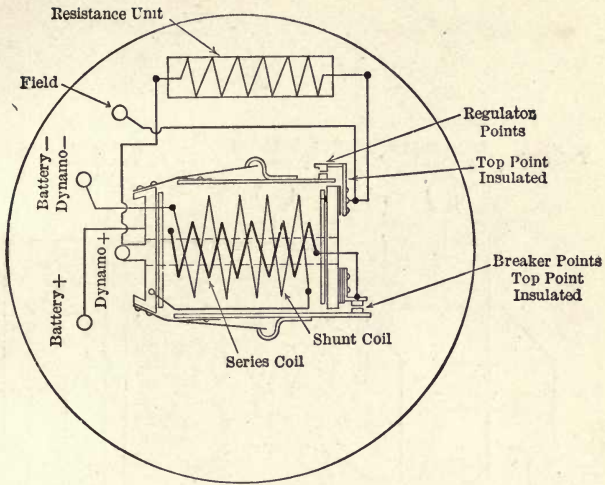 Resistance Unit
Field
Regulator
Points
Top Point
Insulated
Battery—
Dynamo—
Dynamo+
Battery+
Breaker Points
Top Point
Insulated
Shunt Coil
Series Coil